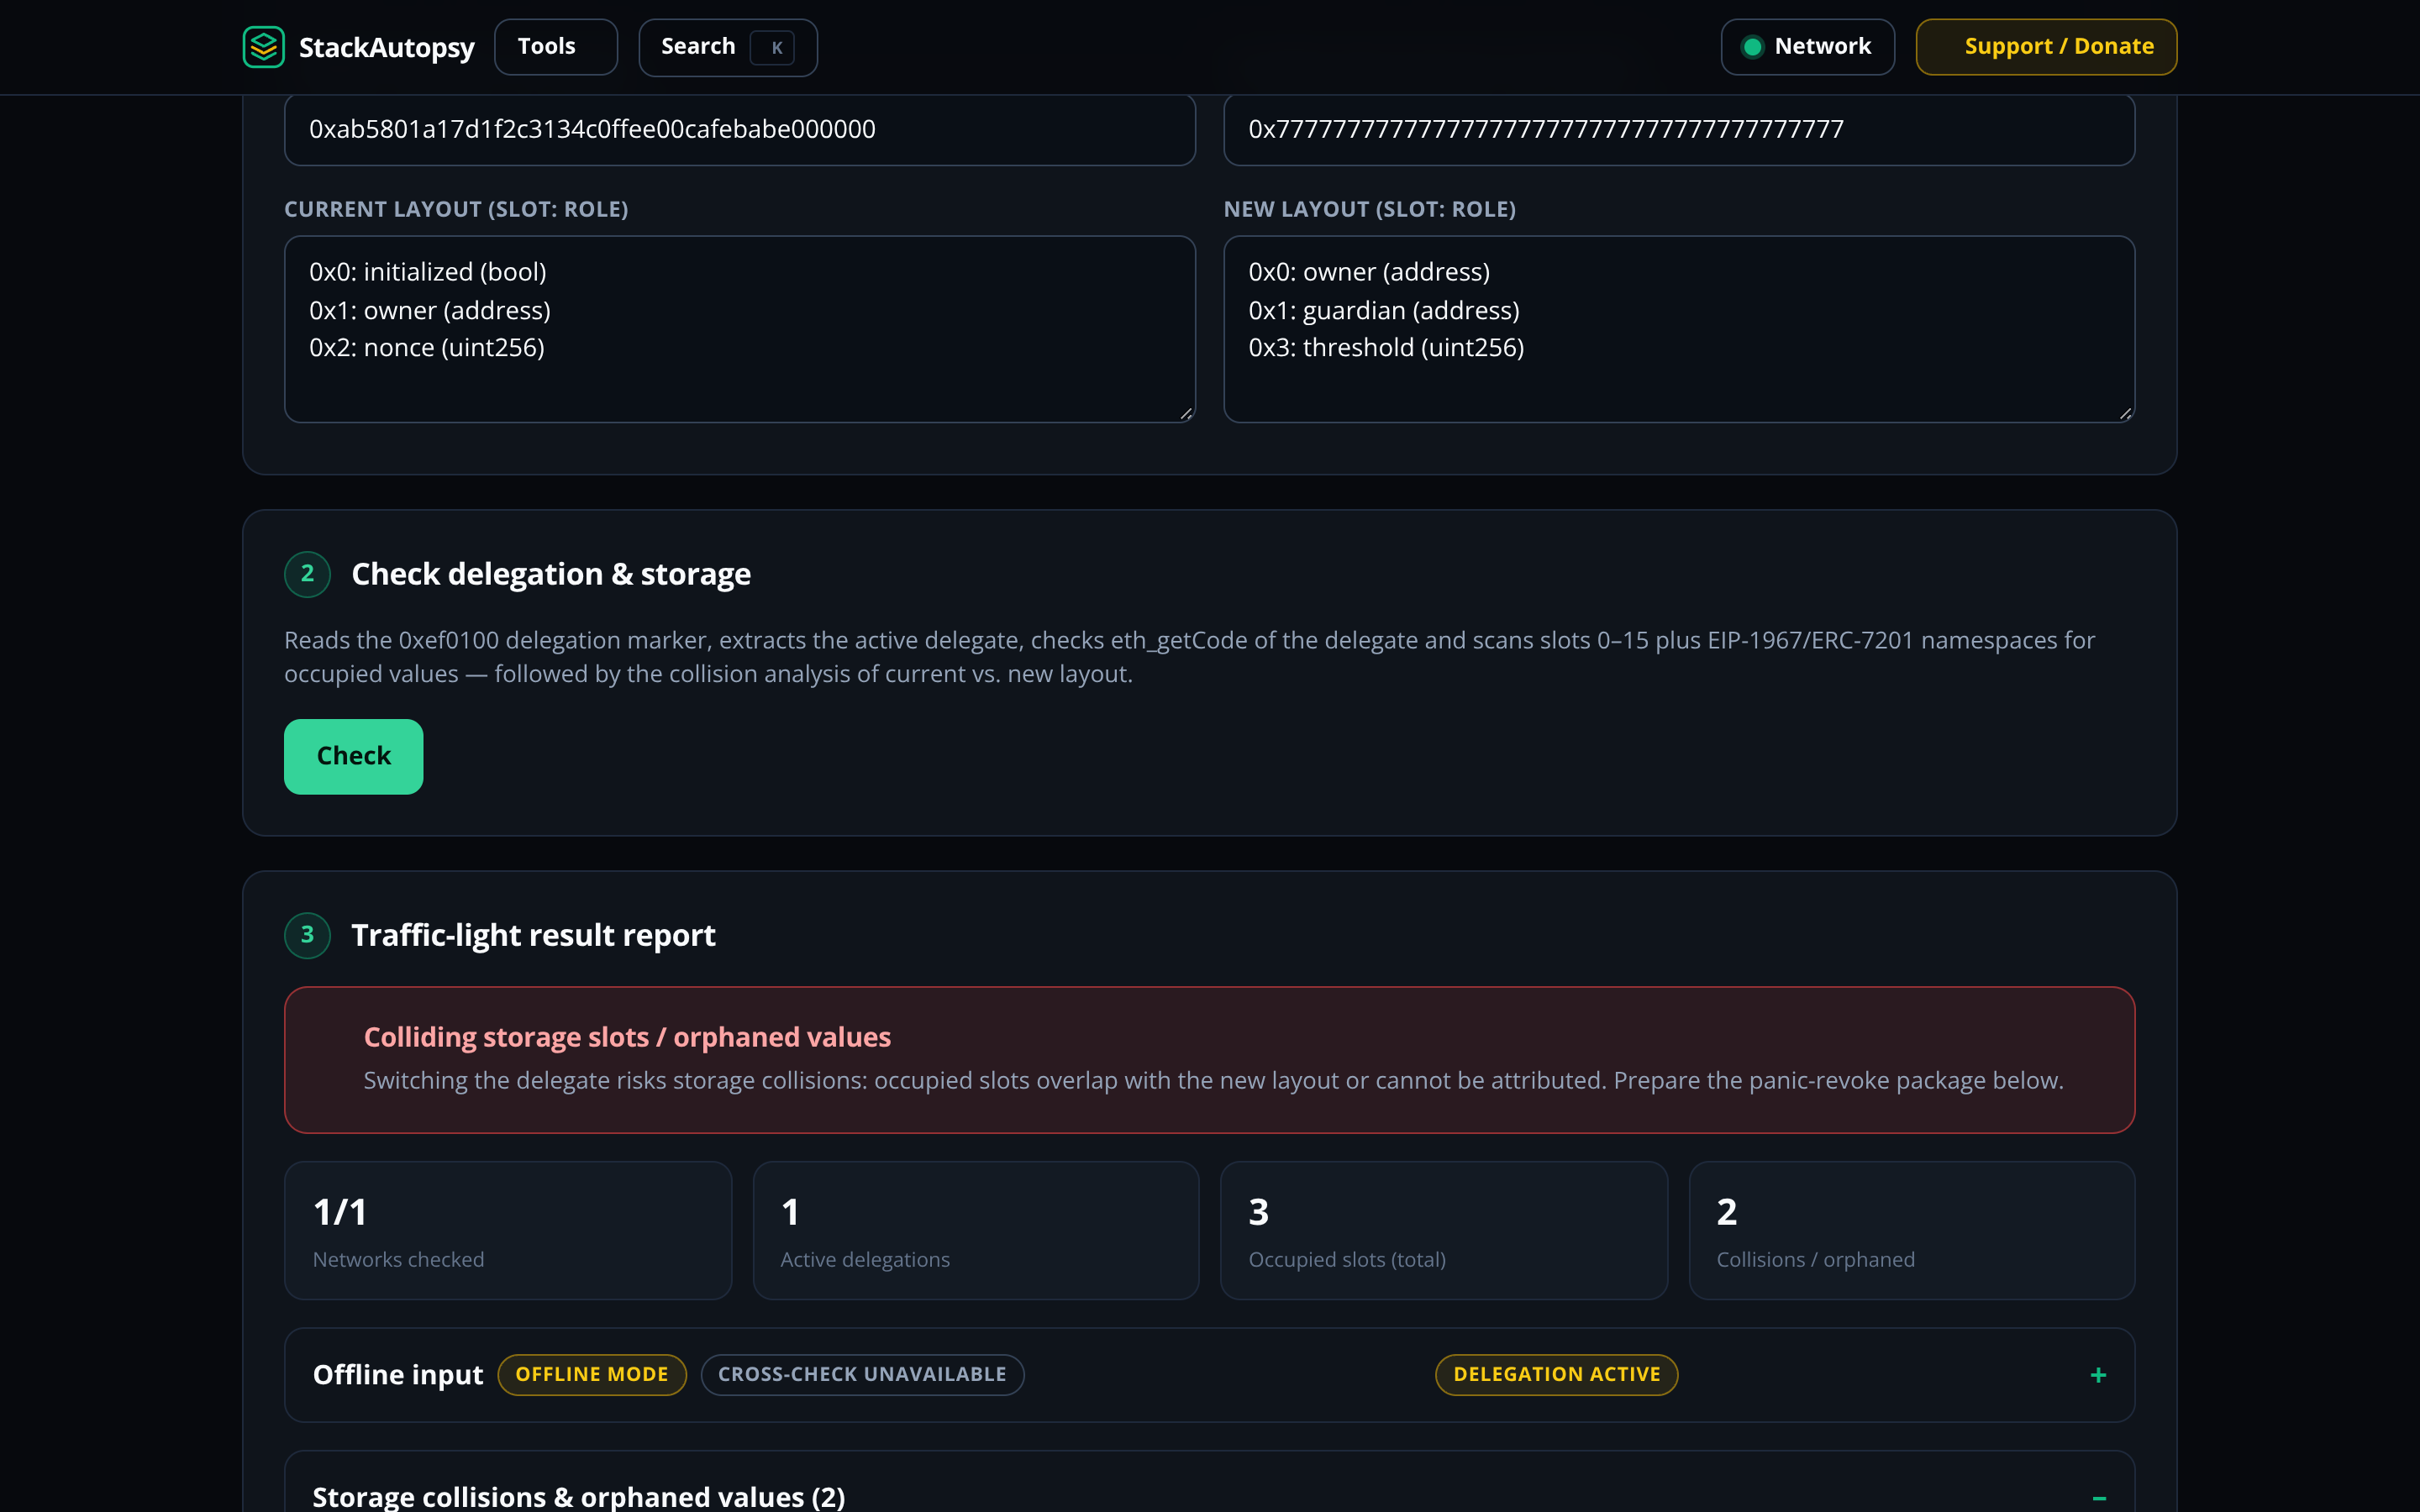 StackAutopsy
Tools
Search K
Network
Support / Donate
0xab5801a17d1f2c3134c0ffee00cafebabe000000
0x7777777777777777777777777777777777777777
CURRENT LAYOUT (SLOT: ROLE)
NEW LAYOUT (SLOT: ROLE)
0x0: initialized (bool)
0x1: owner (address)
0x2: nonce (uint256)
0x0: owner (address)
0x1: guardian (address)
0x3: threshold (uint256)
2
Check delegation & storage
Reads the 0xef0100 delegation marker, extracts the active delegate, checks eth_getCode of the delegate and scans slots 0–15 plus EIP-1967/ERC-7201 namespaces for
occupied values — followed by the collision analysis of current vs. new layout.
Check
3
Traffic-light result report
Colliding storage slots / orphaned values
Switching the delegate risks storage collisions: occupied slots overlap with the new layout or cannot be attributed. Prepare the panic-revoke package below.
1/1
Networks checked
1
Active delegations
3
Occupied slots (total)
2
Collisions / orphaned
Offline input
OFFLINE MODE
CROSS-CHECK UNAVAILABLE
DELEGATION ACTIVE
+
Storage collisions & orphaned values (2)
−